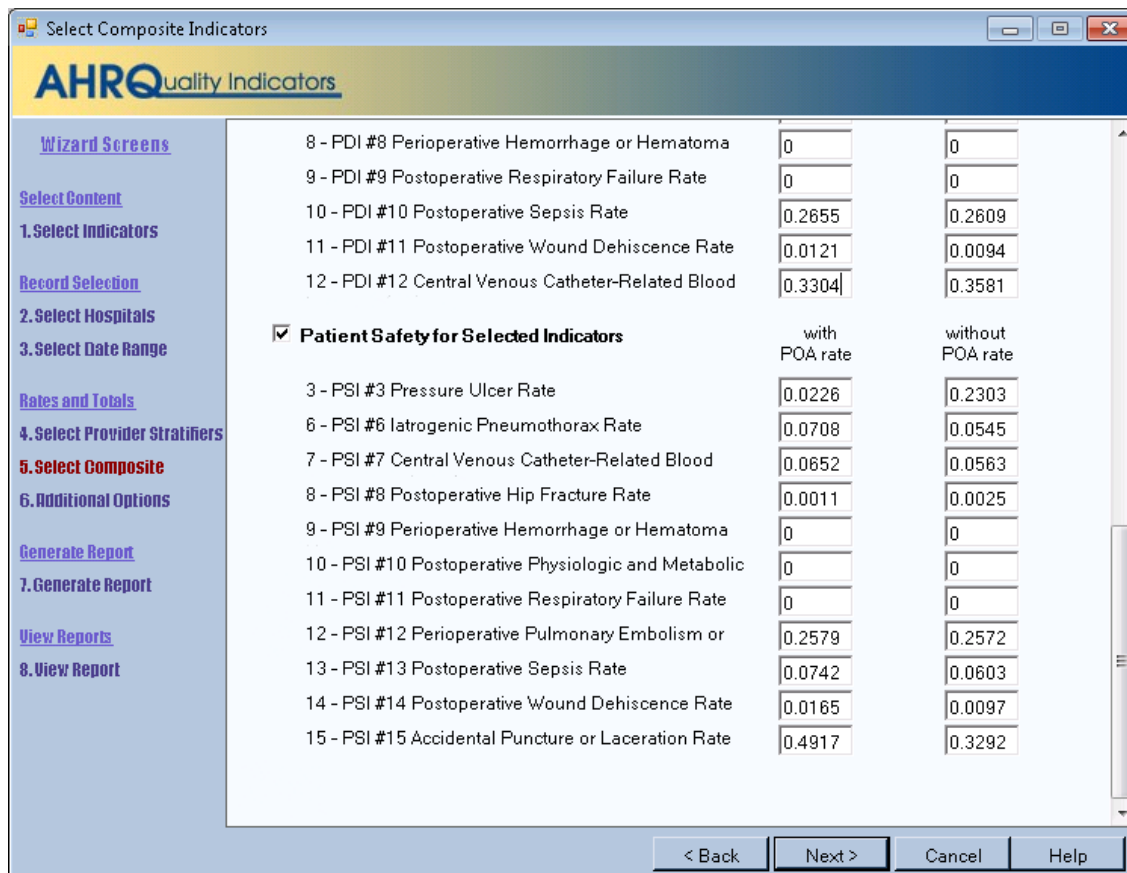 Select Composite Indicators
AHRQuality Indicators
Wizard Screens
Select Content
1.Select Indicators
Record Selection
2.Select Hospitals
3.Select Date Range
Rates and Totals
4.Select Provider Stratifiers
5.Select Composite
6.Additional Options
Generate Report
7.Generate Report
View Reports
8.View Report
8 - PDI #8 Perioperative Hemorrhage or Hematoma 0 0
9 - PDI #9 Postoperative Respiratory Failure Rate 0 0
10 - PDI #10 Postoperative Sepsis Rate 0.2655 0.2609
11 - PDI #11 Postoperative Wound Dehiscence Rate 0.0121 0.0094
12 - PDI #12 Central Venous Catheter-Related Blood 0.3304 0.3581
Patient Safety for Selected Indicators
with POA rate
without POA rate
3 - PSI #3 Pressure Ulcer Rate 0.0226 0.2303
6 - PSI #6 Iatrogenic Pneumothorax Rate 0.0708 0.0545
7 - PSI #7 Central Venous Catheter-Related Blood 0.0652 0.0563
8 - PSI #8 Postoperative Hip Fracture Rate 0.0011 0.0025
9 - PSI #9 Perioperative Hemorrhage or Hematoma 0 0
10 - PSI #10 Postoperative Physiologic and Metabolic 0 0
11 - PSI #11 Postoperative Respiratory Failure Rate 0 0
12 - PSI #12 Perioperative Pulmonary Embolism or 0.2579 0.2572
13 - PSI #13 Postoperative Sepsis Rate 0.0742 0.0603
14 - PSI #14 Postoperative Wound Dehiscence Rate 0.0165 0.0097
15 - PSI #15 Accidental Puncture or Laceration Rate 0.4917 0.3292
< Back
Next >
Cancel
Help